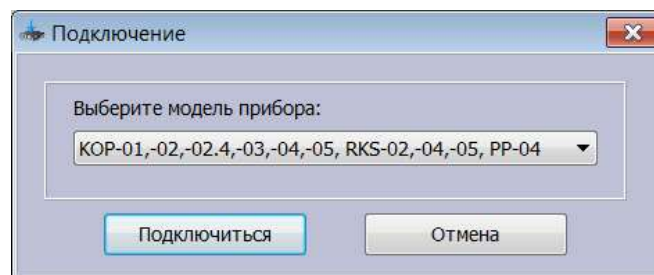 Подключение
Выберите модель прибора:
KOP-01,-02,-02.4,-03,-04,-05, RKS-02,-04,-05, PP-04
Подключиться
Отмена